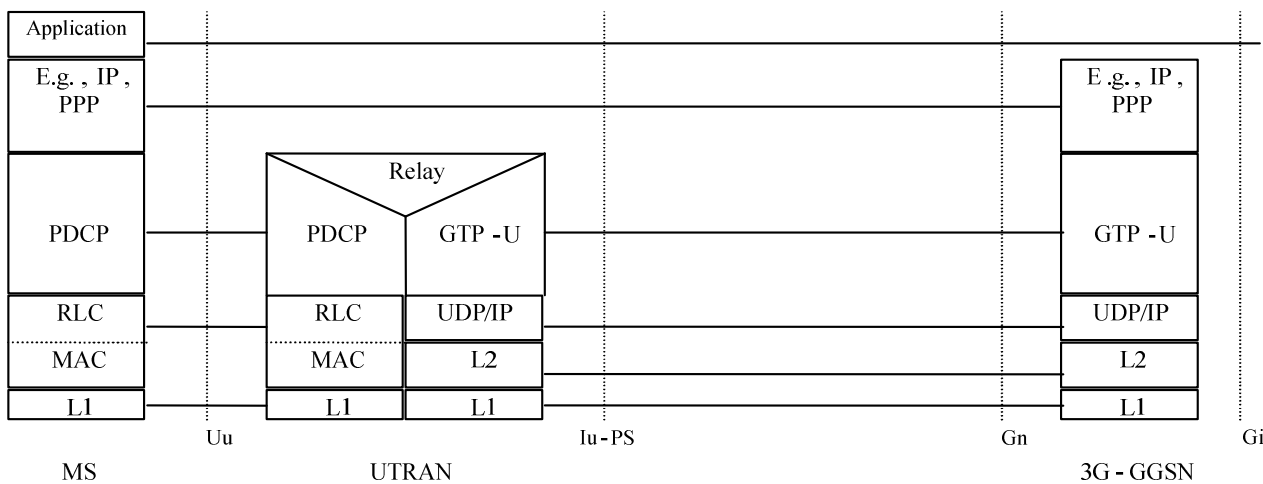 Application
E.g. , IP ,
PPP
E .g. , IP ,
PPP
Relay
PDCP
PDCP
GTP -U
GTP -U
RLC
RLC
UDP/IP
UDP/IP
MAC
MAC
L2
L2
L1
L1
L1
L1
Uu
Iu-PS
Gn
Gi
MS
UTRAN
3G - GGSN